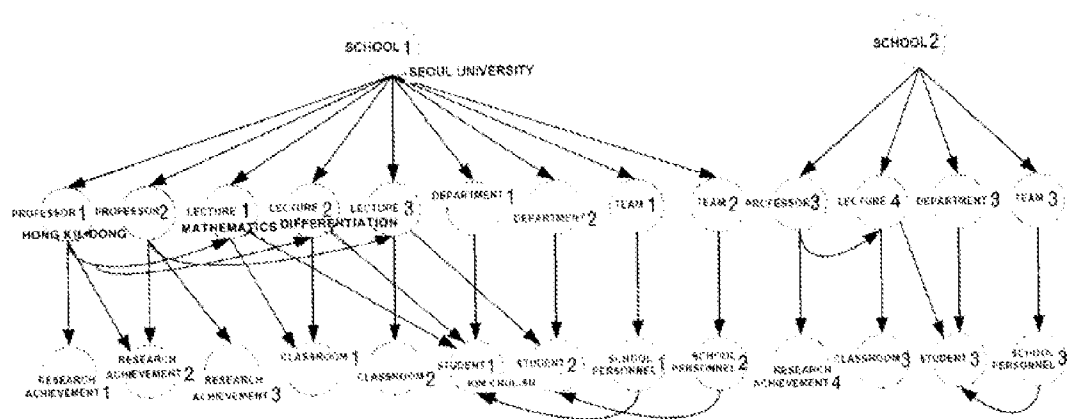 SCHOOL 1
SEOUL UNIVERSITY
SCHOOL 2
PROFESSOR 1
HONG KIL-DONG
PROFESSOR 2
LECTURE 1
MATHEMATICS
LECTURE 2
DIFFERENTIATION
LECTURE 3
DEPARTMENT 1
DEPARTMENT 2
TEAM 1
TEAM 2
PROFESSOR 3
LECTURE 4
DEPARTMENT 3
TEAM 3
RESEARCH
ACHIEVEMENT 1
RESEARCH
ACHIEVEMENT 2
RESEARCH
ACHIEVEMENT 3
CLASSROOM 1
CLASSROOM 2
STUDENT 1
STUDENT 2
SCHOOL
PERSONNEL 1
SCHOOL
PERSONNEL 2
RESEARCH
ACHIEVEMENT 4
CLASSROOM 3
STUDENT 3
SCHOOL
PERSONNEL 3